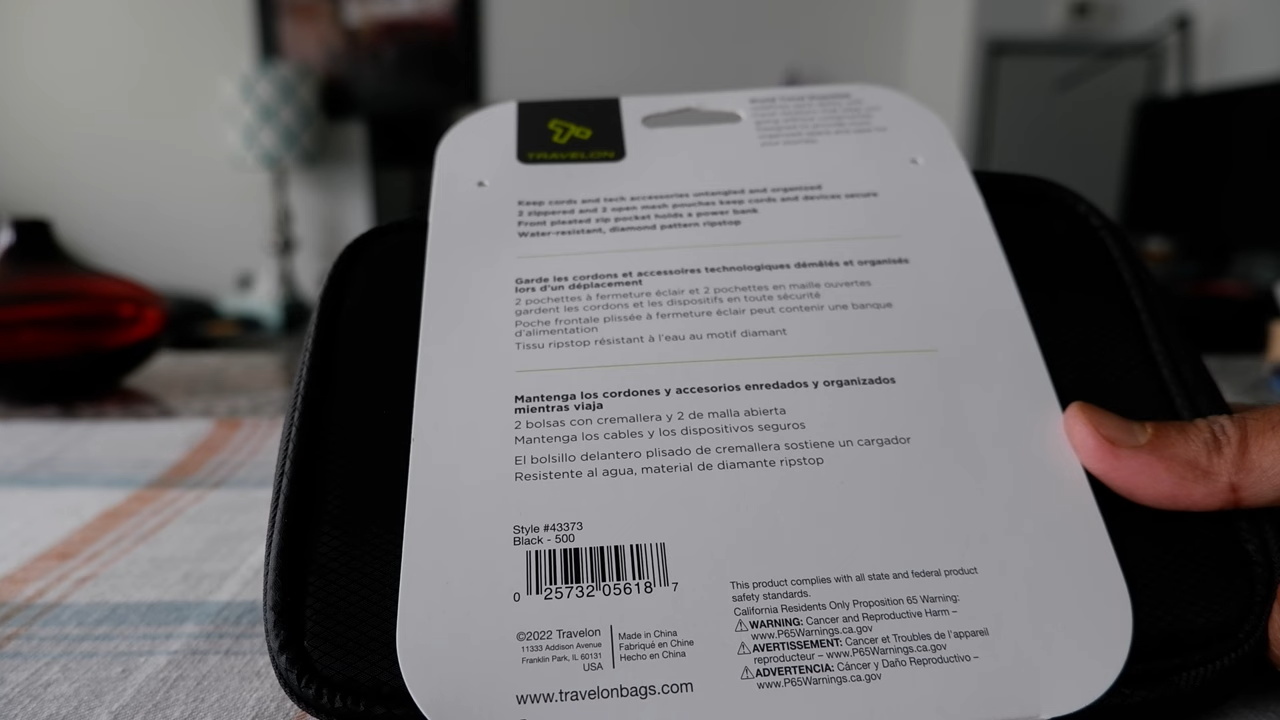 TRAVELON
Keep cords and tech accessories untangled and organized
2 zippered and 2 open mesh pouches keep cords and devices secure
Front pleated zip pocket holds a power bank
Water-resistant, diamond pattern ripstop
Garde les cordons et accessoires technologiques démêlés et organisés
lors d'un déplacement
2 pochettes à fermeture éclair et 2 pochettes en maille ouvertes
gardent les cordons et les dispositifs en toute sécurité
Poche frontale plissée à fermeture éclair peut contenir une banque
d'alimentation
Tissu ripstop résistant à l'eau au motif diamant
Mantenga los cordones y accesorios enredados y organizados
mientras viaja
2 bolsas con cremallera y 2 de malla abierta
Mantenga los cables y los dispositivos seguros
El bolsillo delantero plisado de cremallera sostiene un cargador
Resistente al agua, material de diamante ripstop
Style #43373
Black - 500
0 25732 05618 7
©2022 Travelon
11333 Addison Avenue
Franklin Park, IL 60131
USA
Made in China
Fabriqué en Chine
Hecho en China
www.travelonbags.com
This product complies with all state and federal product
safety standards.
California Residents Only Proposition 65 Warning:
⚠WARNING: Cancer and Reproductive Harm –
www.P65Warnings.ca.gov
⚠AVERTISSEMENT: Cancer et Troubles de l'appareil
reproducteur – www.P65Warnings.ca.gov
⚠ADVERTENCIA: Cáncer y Daño Reproductivo –
www.P65Warnings.ca.gov